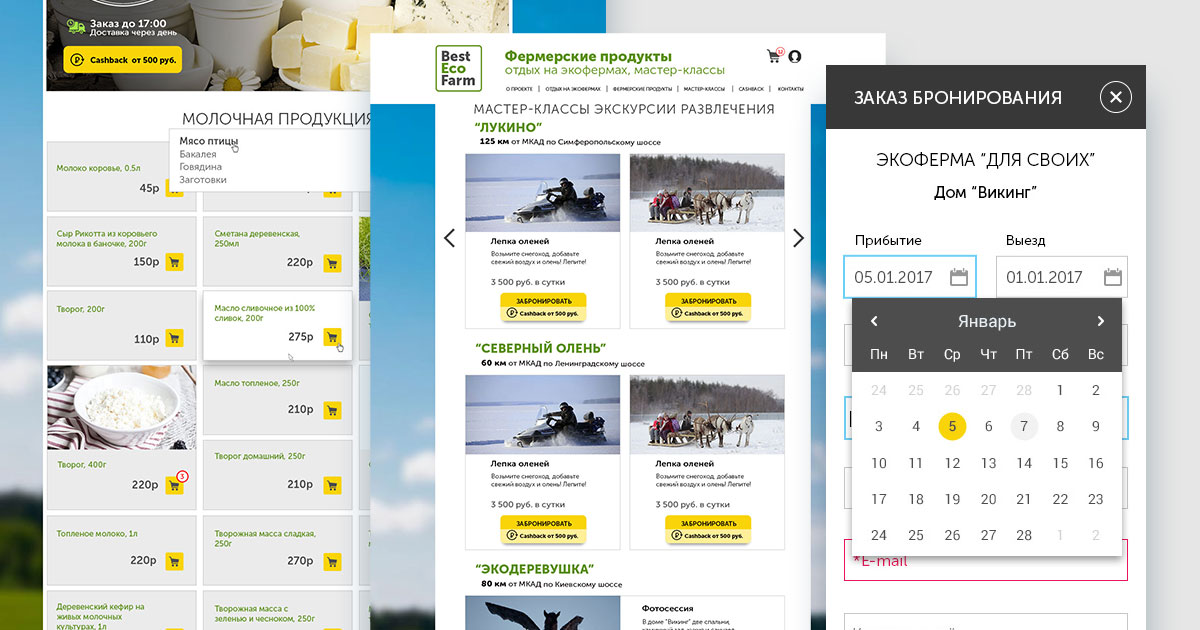 Заказ до 17:00
Доставка через день
Cashback от 500 руб.
МОЛОЧНАЯ ПРОДУКЦИЯ
Мясо птицы
Бакалея
Говядина
Заготовки
Молоко коровье, 0.5л
45р
Сыр Рикотта из коровьего
молока в баночке, 200г
150р
Сметана деревенская,
250мл
220р
Творог, 200г
110р
Масло сливочное из 100%
сливок, 200г
275р
Масло топленое, 250г
210р
Творог, 400г
220р
3
Творог домашний, 250г
210р
Топленое молоко, 1л
220р
Творожная масса сладкая,
250г
270р
Деревенский кефир на
живых молочных
культурах, 1л
Творожная масса с
зеленью и чесноком, 250г
Best
Eco
Farm
Фермерские продукты
отдых на экофермах, мастер-классы
12
О ПРОЕКТЕ | ОТДЫХ НА ЭКОФЕРМАХ | ФЕРМЕРСКИЕ ПРОДУКТЫ | МАСТЕР-КЛАССЫ | CASHBACK | КОНТАКТЫ
МАСТЕР-КЛАССЫ ЭКСКУРСИИ РАЗВЛЕЧЕНИЯ
“ЛУКИНО”
125 км от МКАД по Симферопольскому шоссе
Лепка оленей
Возьмите снегоход, добавьте
свежий воздух и олень! Лепите!
3 500 руб. в сутки
ЗАБРОНИРОВАТЬ
Cashback от 500 руб.
Лепка оленей
Возьмите снегоход, добавьте
свежий воздух и олень! Лепите!
3 500 руб. в сутки
ЗАБРОНИРОВАТЬ
Cashback от 500 руб.
“СЕВЕРНЫЙ ОЛЕНЬ”
60 км от МКАД по Ленинградскому шоссе
Лепка оленей
Возьмите снегоход, добавьте
свежий воздух и олень! Лепите!
3 500 руб. в сутки
ЗАБРОНИРОВАТЬ
Cashback от 500 руб.
Лепка оленей
Возьмите снегоход, добавьте
свежий воздух и олень! Лепите!
3 500 руб. в сутки
ЗАБРОНИРОВАТЬ
Cashback от 500 руб.
“ЭКОДЕРЕВУШКА”
80 км от МКАД по Киевскому шоссе
Фотосессия
В доме "Викинг" две спальни,
ЗАКАЗ БРОНИРОВАНИЯ
ЭКОФЕРМА “ДЛЯ СВОИХ”
Дом “Викинг”
Прибытие Выезд
05.01.2017 01.01.2017
Январь
Пн Вт Ср Чт Пт Сб Вс
24 25 26 27 28 1 2
3 4 5 6 7 8 9
10 11 12 13 14 15 16
17 18 19 20 21 22 23
24 25 26 27 28 1 2
*E-mail